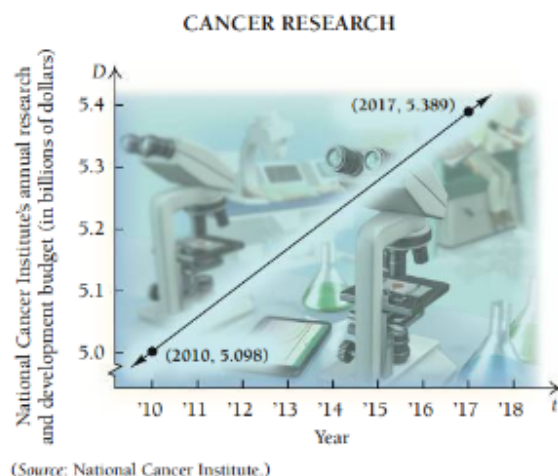 CANCER RESEARCH
National Cancer Institute's annual research
and development budget (in billions of dollars)
D
5.4
5.3
5.2
5.1
5.0
(2017, 5.389)
(2010, 5.098)
'10 '11 '12 '13 '14 '15 '16 '17 '18
t
Year
(Source: National Cancer Institute.)